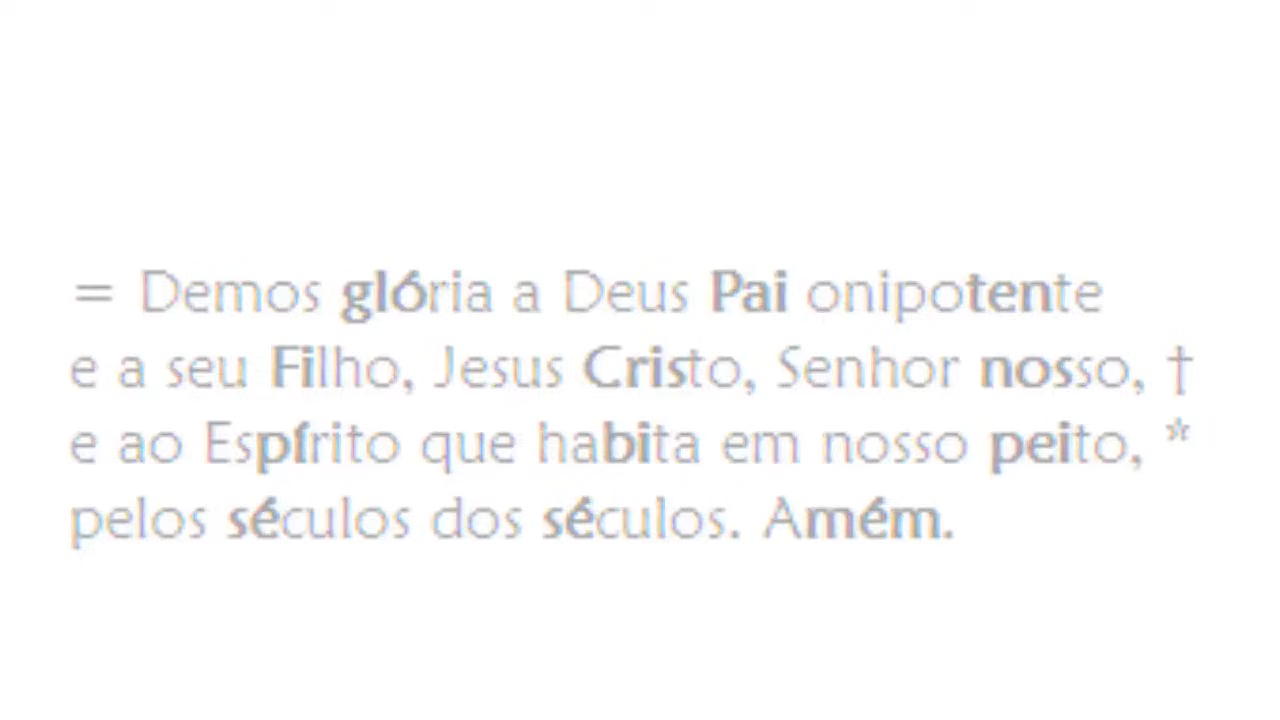 = Demos glória a Deus Pai onipotente
e a seu Filho, Jesus Cristo, Senhor nosso, †
e ao Espírito que habita em nosso peito, *
pelos séculos dos séculos. Amém.